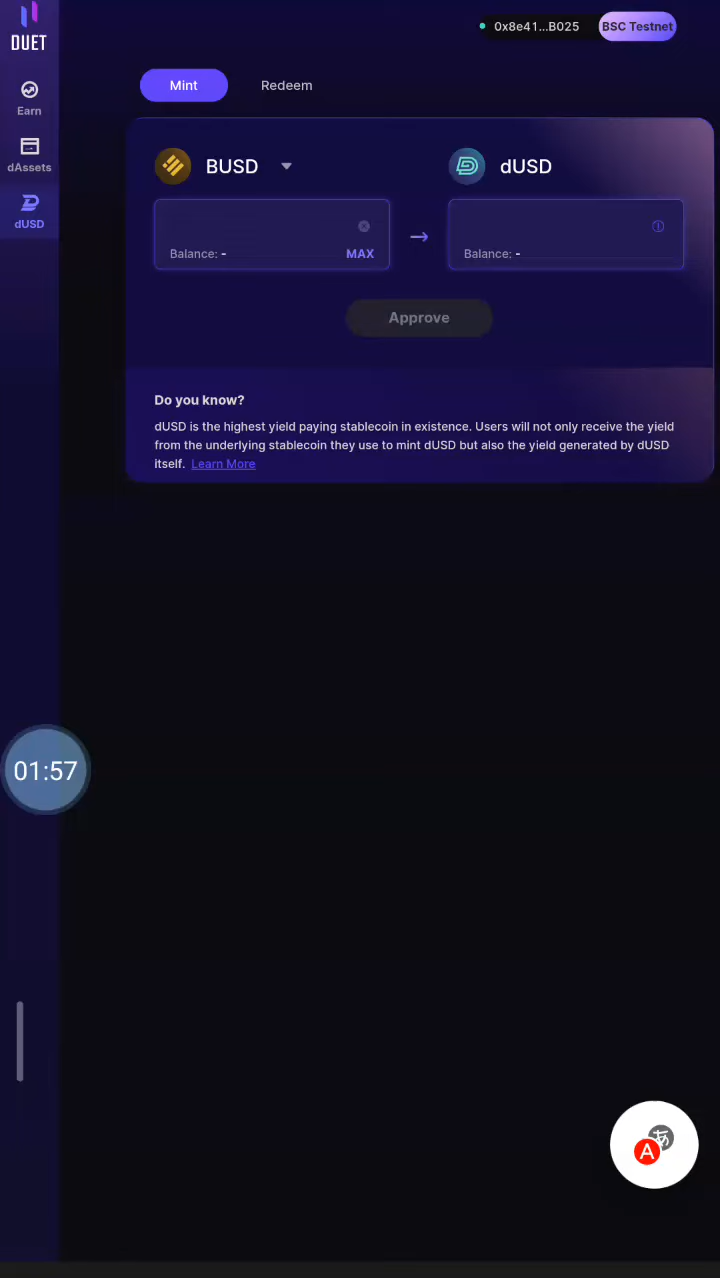 DUET
0x8e41...B025
BSC Testnet
Mint
Redeem
Earn
dAssets
dUSD
BUSD
dUSD
Balance: -
MAX
Balance: -
Approve
Do you know?
dUSD is the highest yield paying stablecoin in existence. Users will not only receive the yield
from the underlying stablecoin they use to mint dUSD but also the yield generated by dUSD
itself. Learn More
01:57
あ
A